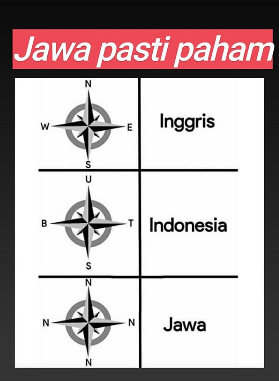 Jawa pasti paham
N
W E
Inggris
S
U
B T
Indonesia
S
N
N N
Jawa
N